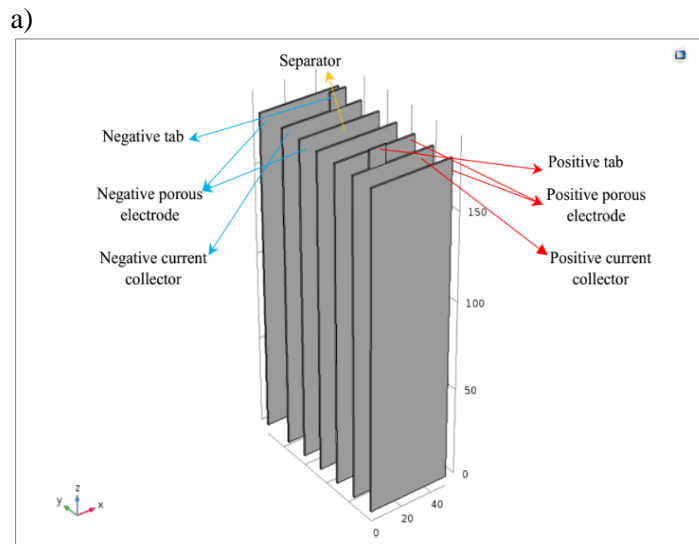 a)
Separator
Negative tab
Positive tab
Negative porous
electrode
Positive porous
electrode
Negative current
collector
Positive current
collector
150
100
50
0
40
20
0
z
y
x